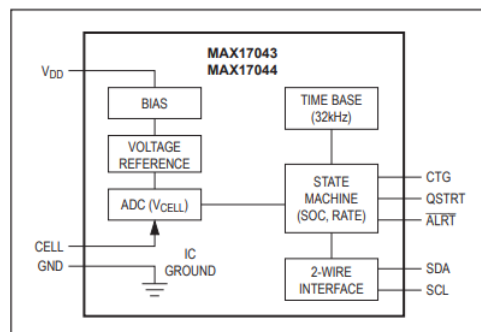 MAX17043
MAX17044
VDD
BIAS
VOLTAGE
REFERENCE
ADC (VCELL)
CELL
GND
IC
GROUND
TIME BASE
(32kHz)
STATE
MACHINE
(SOC, RATE)
2-WIRE
INTERFACE
CTG
QSTRT
ALRT
SDA
SCL